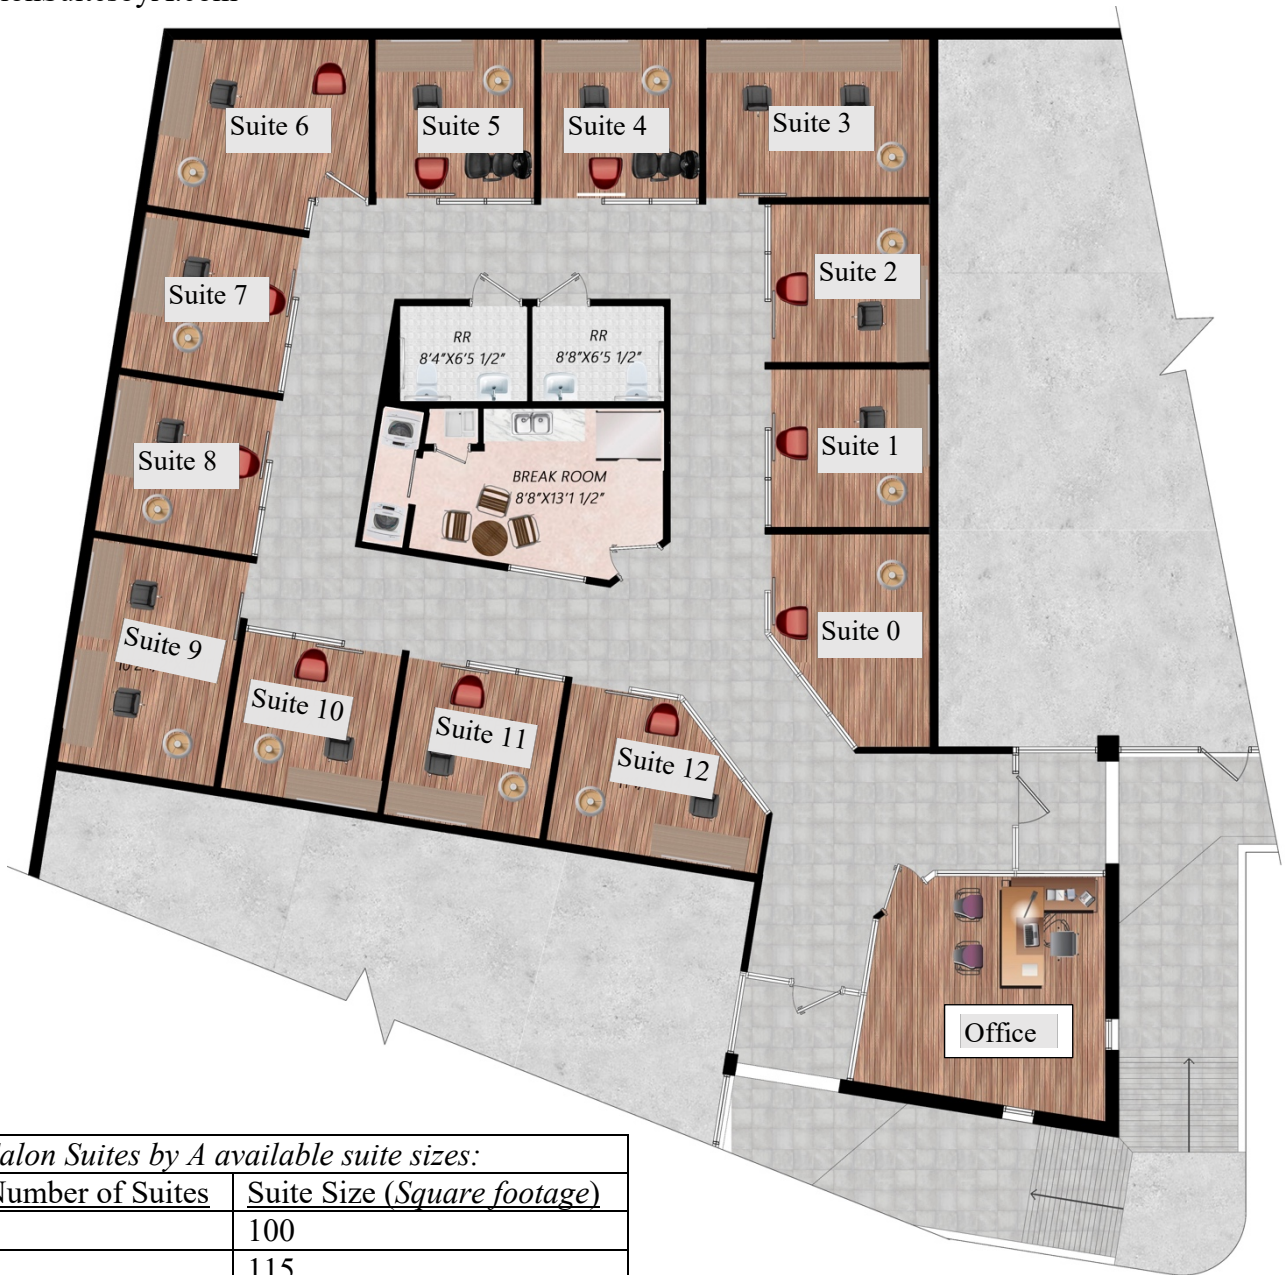 Suite 6
Suite 5
Suite 4
Suite 3
Suite 7
Suite 2
RR
8'4"X6'5 1/2"
RR
8'8"X6'5 1/2"
Suite 8
Suite 1
BREAK ROOM
8'8"X13'1 1/2"
Suite 9
Suite 0
Suite 10
Suite 11
Suite 12
Office
Suites by A available suite sizes:
of Suites Suite Size (Square footage)
100
115